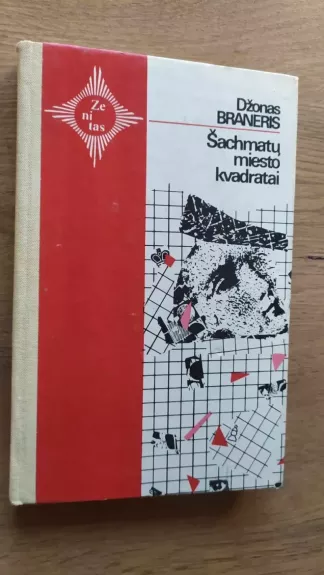 Ze
ni
tas
Džonas
BRANERIS
Šachmatų
miesto
kvadratai